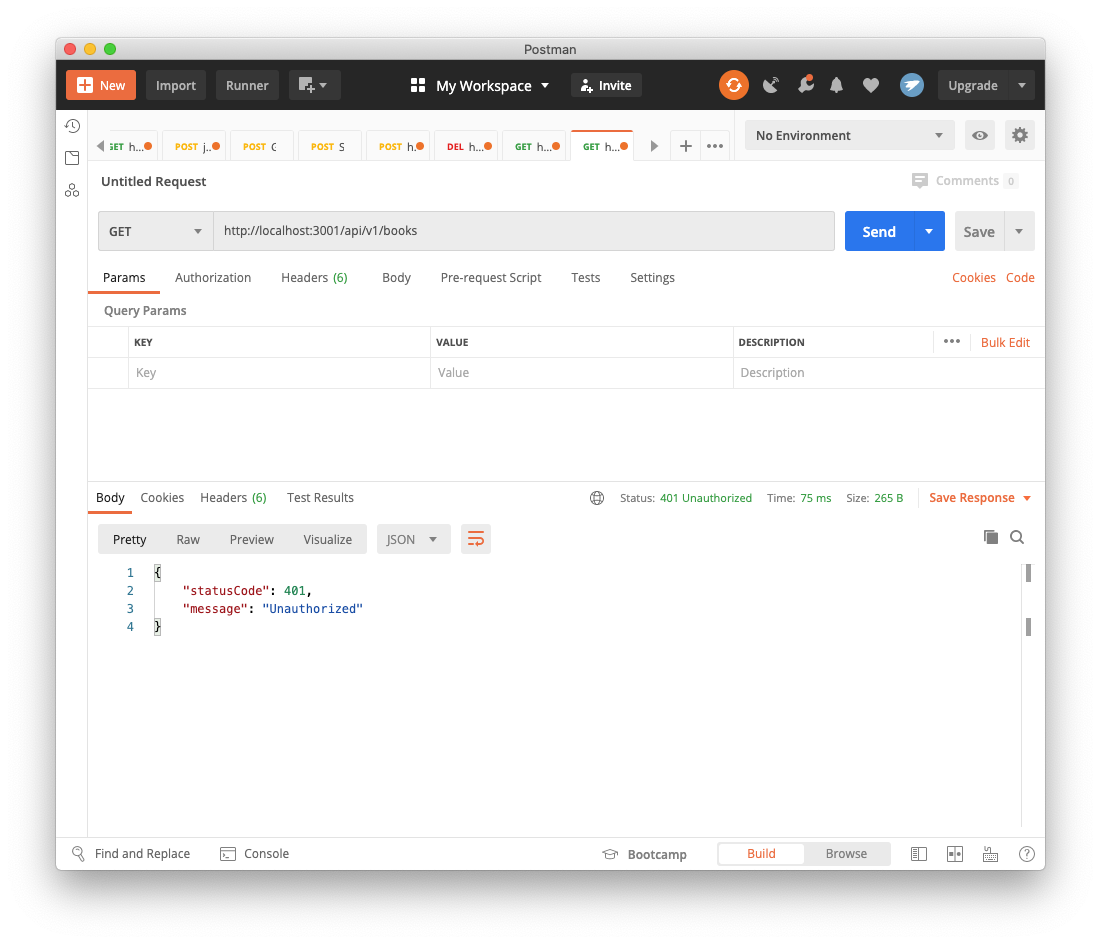 Postman
New Import Runner My Workspace Invite Upgrade
GET h... POST j... POST G POST S POST h. DEL h... GET h... GET h... + ••• No Environment
Untitled Request Comments 0
GET http://localhost:3001/api/v1/books Send Save
Params Authorization Headers (6) Body Pre-request Script Tests Settings Cookies Code
Query Params
KEY VALUE DESCRIPTION ••• Bulk Edit
Key Value Description
Body Cookies Headers (6) Test Results Status: 401 Unauthorized Time: 75 ms Size: 265 B Save Response
Pretty Raw Preview Visualize JSON
1 {
2 "statusCode": 401,
3 "message": "Unauthorized"
4 }
Find and Replace Console Bootcamp Build Browse ?